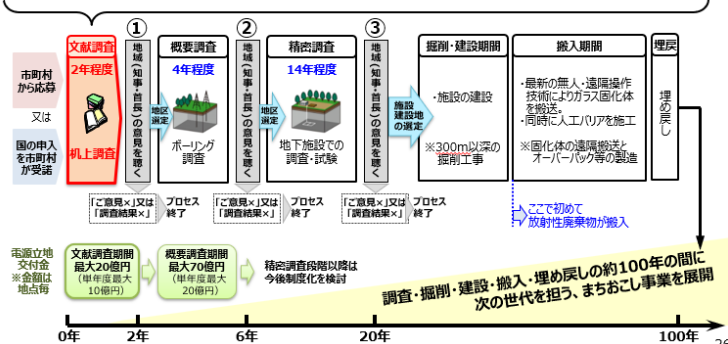 ① ② ③
文献調査
2年程度
机上調査
市町村
から応募
又は
国の申入
を市町村
が受諾
地域(知事・首長)の意見を聴く
地区
選定
概要調査
4年程度
ボーリング
調査
地域(知事・首長)の意見を聴く
地区
選定
精密調査
14年程度
地下施設での
調査・試験
地域(知事・首長)の意見を聴く
施設
建設地
の選定
掘削・建設期間
・施設の建設
※300m以深の
掘削工事
搬入期間
・最新の無人・遠隔操作
技術によりガラス固化体
を搬送。
・同時に人工バリアを施工
※固化体の遠隔搬送と
オーバーパック等の製造
埋戻
埋め戻し
「ご意見×」又は
「調査結果×」
プロセス
終了
「ご意見×」又は
「調査結果×」
プロセス
終了
「ご意見×」又は
「調査結果×」
プロセス
終了
ここで初めて
放射性廃棄物が搬入
電源立地
交付金
※金額は
地点毎
文献調査期間
最大20億円
(単年度最大
10億円)
概要調査期間
最大70億円
(単年度最大
20億円)
精密調査段階以降は
今後制度化を検討
調査・掘削・建設・搬入・埋め戻しの約100年の間に
次の世代を担う、まちおこし事業を展開
0年 2年 6年 20年 100年